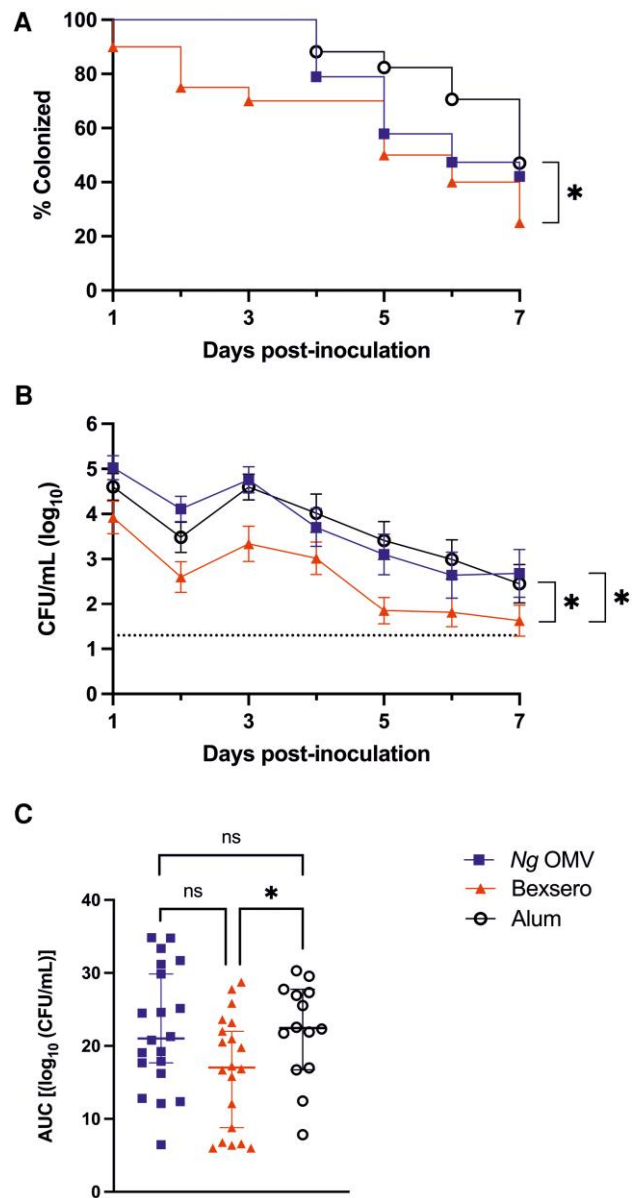 A
% Colonized
100
80
60
40
20
0
1
3
5
7
*
Days post-inoculation
B
CFU/mL (log10)
6
5
4
3
2
1
0
1
3
5
7
*
*
Days post-inoculation
C
ns
ns
*
AUC [(log10 (CFU/mL)]
40
30
20
10
0
Ng OMV
Bexsero
Alum